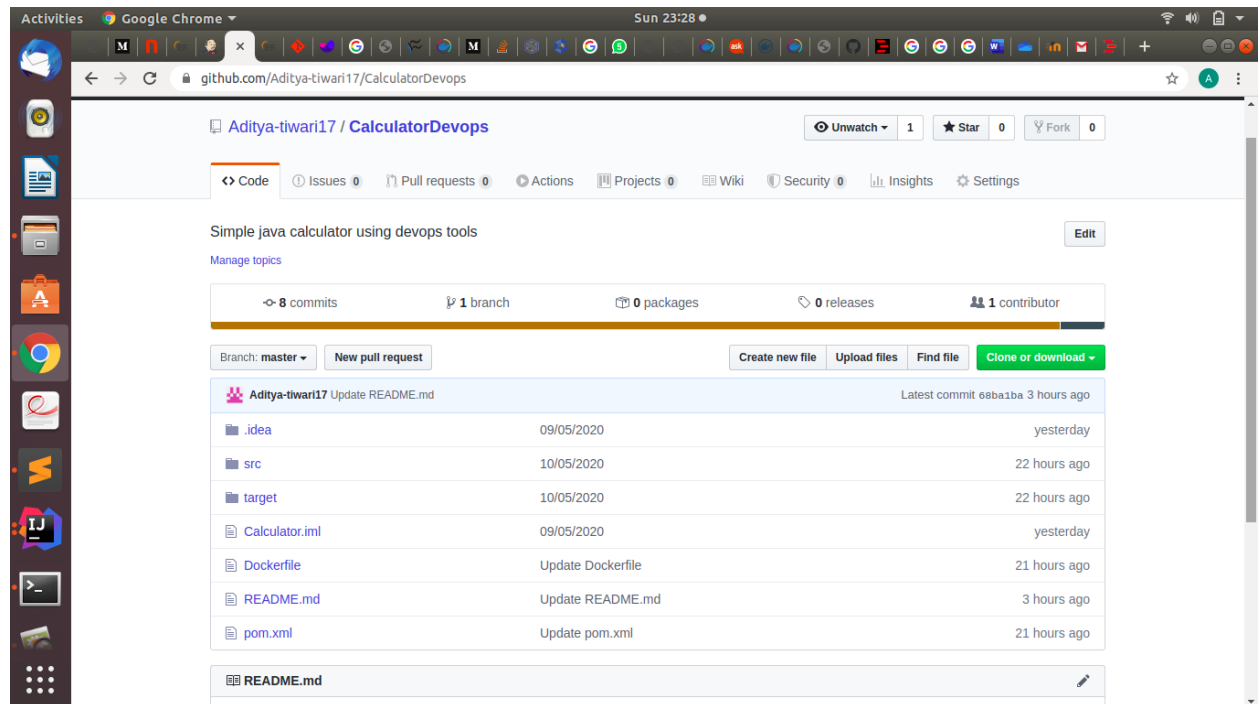 Activities Google Chrome Sun 23:28
M M G G S ask G G G W in
github.com/Aditya-tiwari17/CalculatorDevops A
Aditya-tiwari17 / CalculatorDevops Unwatch 1 Star 0 Fork 0
Code Issues 0 Pull requests 0 Actions Projects 0 Wiki Security 0 Insights Settings
Simple java calculator using devops tools Edit
Manage topics
8 commits 1 branch 0 packages 0 releases 1 contributor
Branch: master New pull request Create new file Upload files Find file Clone or download
Aditya-tiwari17 Update README.md Latest commit 68ba1ba 3 hours ago
.idea 09/05/2020 yesterday
src 10/05/2020 22 hours ago
target 10/05/2020 22 hours ago
Calculator.iml 09/05/2020 yesterday
Dockerfile Update Dockerfile 21 hours ago
README.md Update README.md 3 hours ago
pom.xml Update pom.xml 21 hours ago
README.md
A
IJ
>_